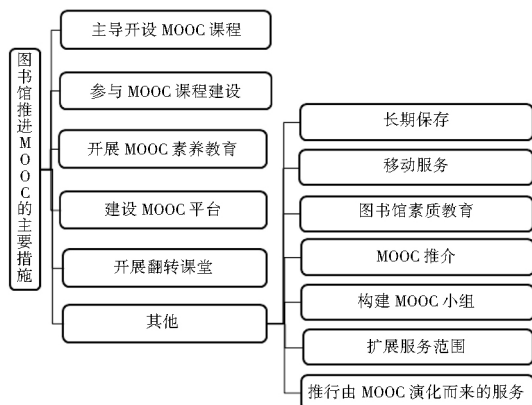 图书馆推进MOOC的主要措施
主导开设 MOOC 课程
参与 MOOC 课程建设
开展 MOOC 素养教育
建设 MOOC 平台
开展翻转课堂
其他
长期保存
移动服务
图书馆素质教育
MOOC 推介
构建 MOOC 小组
扩展服务范围
推行由 MOOC 演化而来的服务